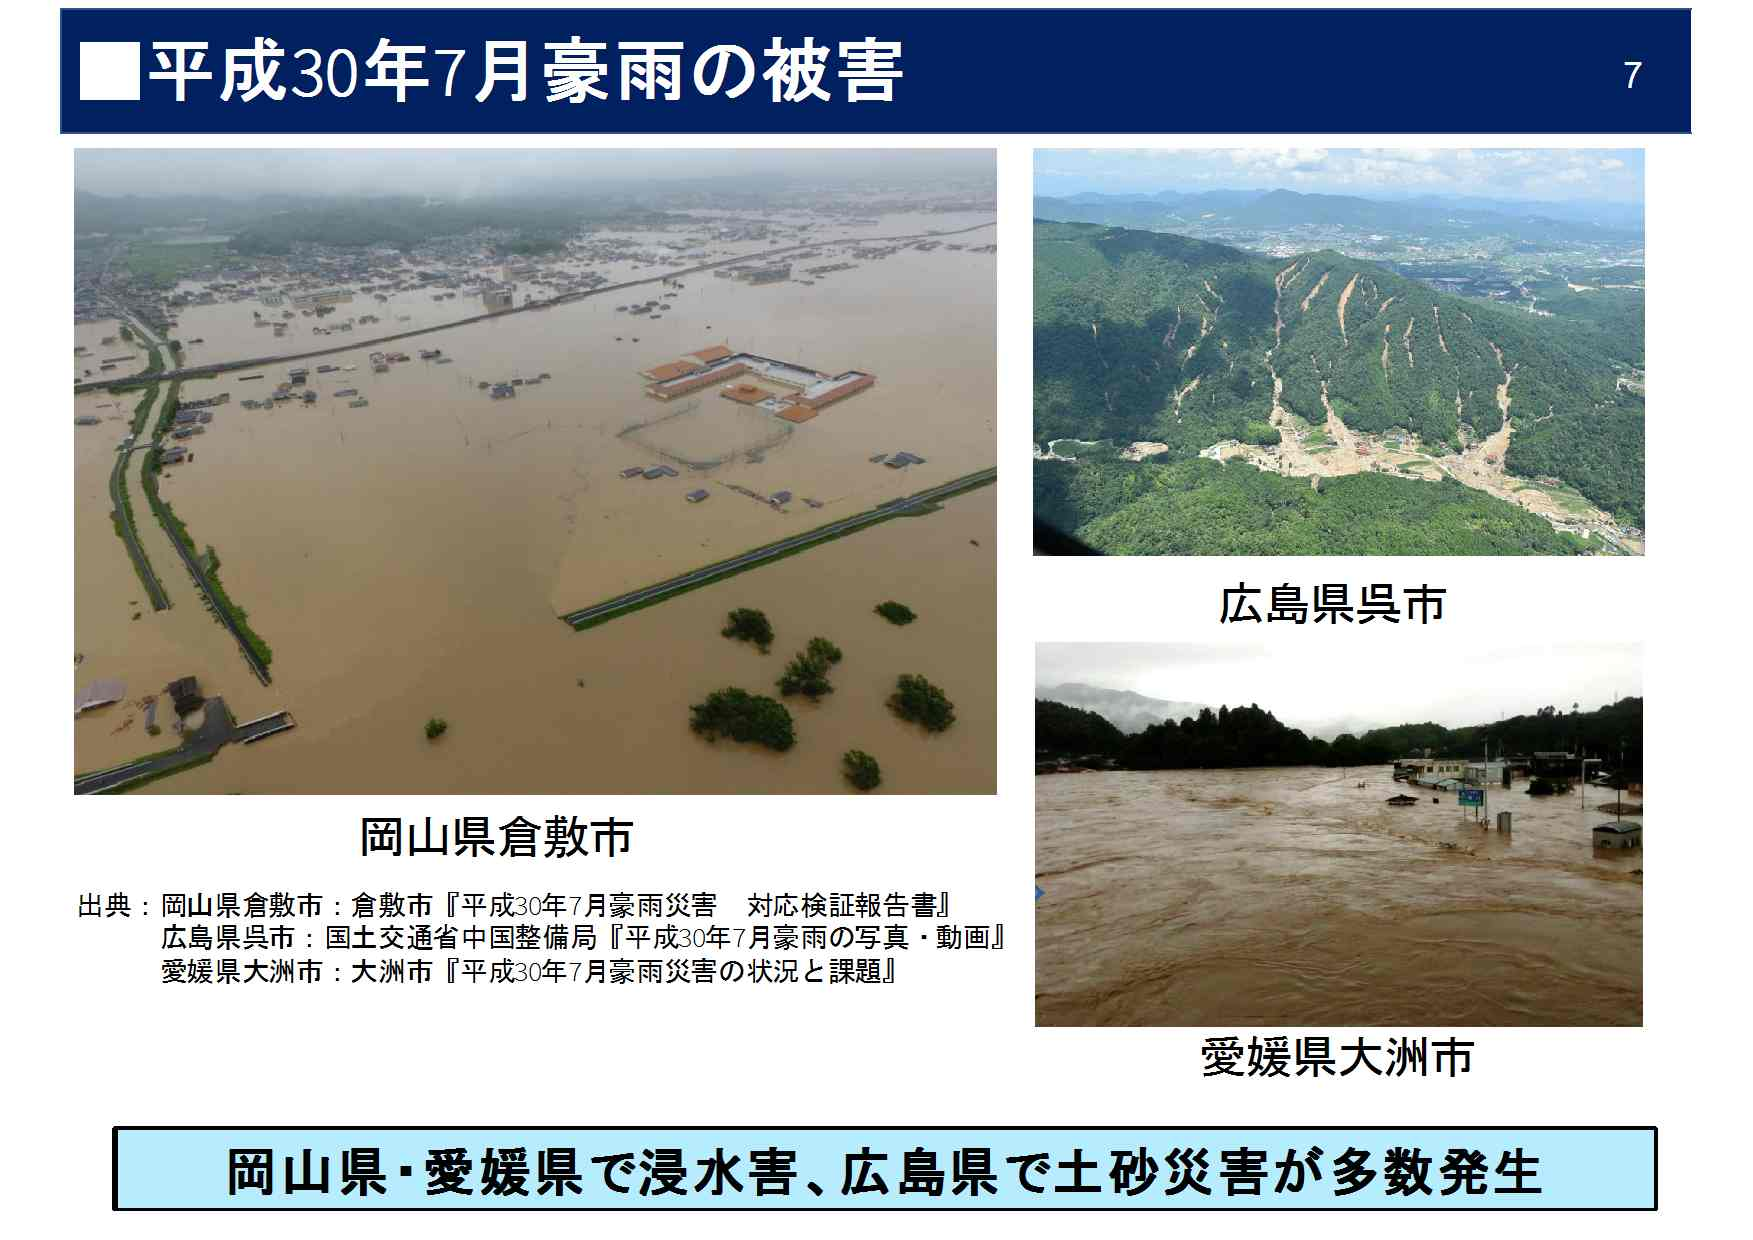 ■平成30年7月豪雨の被害
7
広島県呉市
岡山県倉敷市
出典：岡山県倉敷市：倉敷市『平成30年7月豪雨災害　対応検証報告書』
広島県呉市：国土交通省中国整備局『平成30年7月豪雨の写真・動画』
愛媛県大洲市：大洲市『平成30年7月豪雨災害の状況と課題』
愛媛県大洲市
岡山県・愛媛県で浸水害、広島県で土砂災害が多数発生